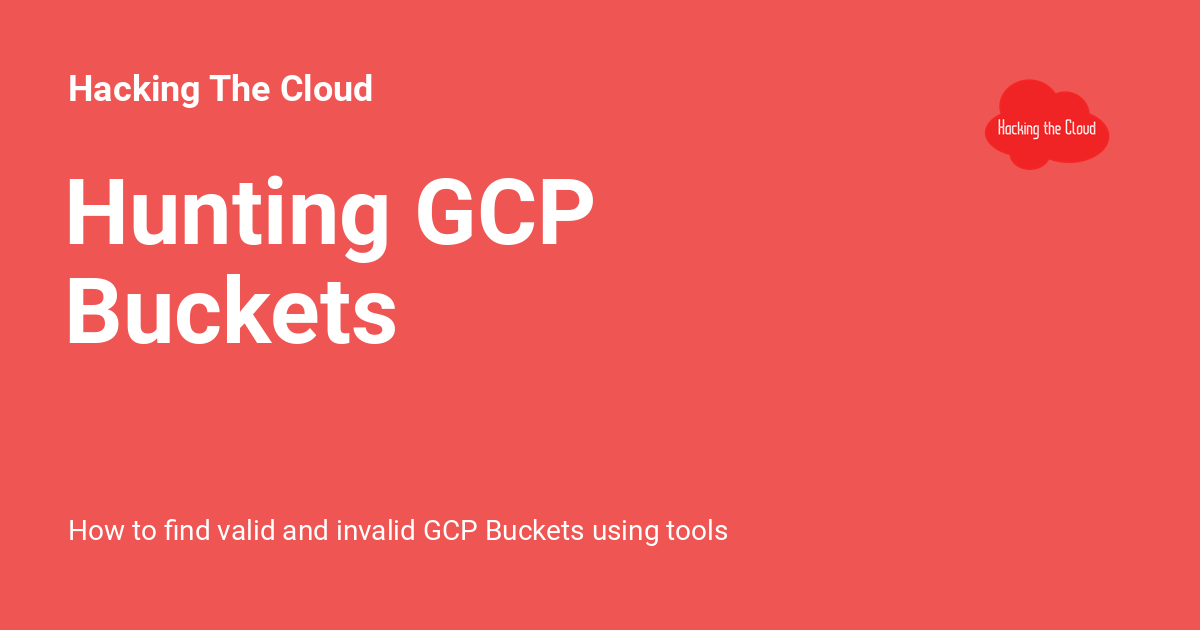 Hacking The Cloud
Hacking the Cloud
Hunting GCP
Buckets
How to find valid and invalid GCP Buckets using tools